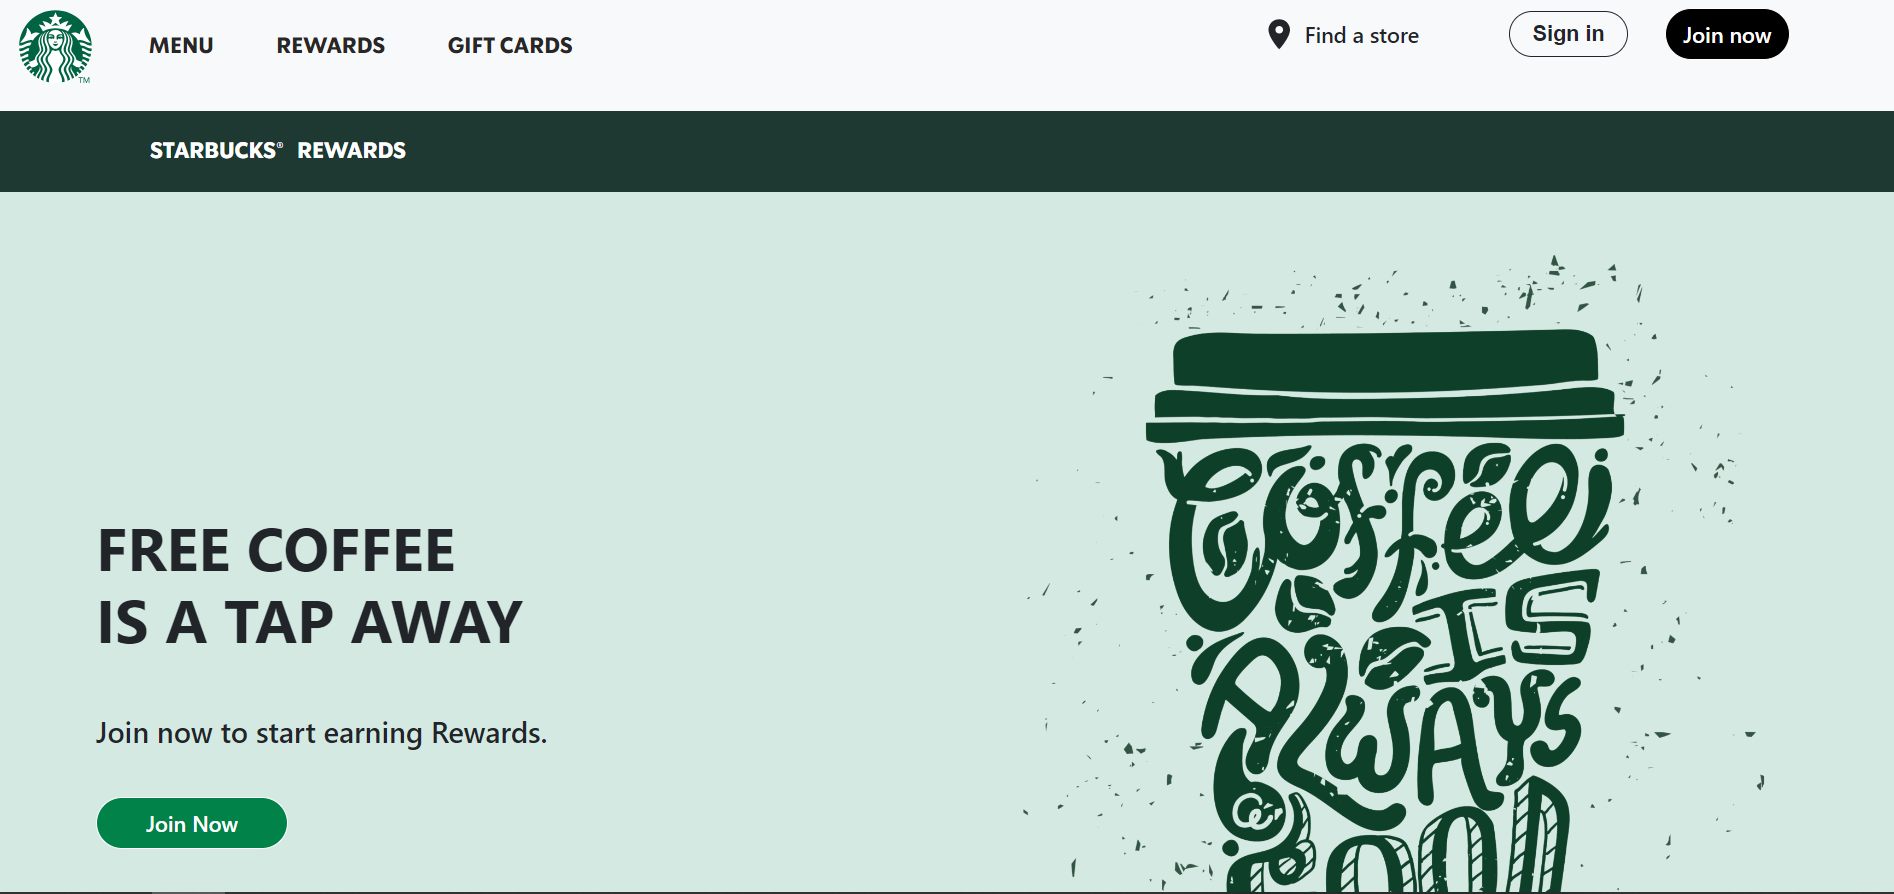 MENU REWARDS GIFT CARDS Find a store Sign in Join now
TM
STARBUCKS® REWARDS
FREE COFFEE
IS A TAP AWAY
Join now to start earning Rewards.
Join Now
Coffee
IS
ALWAYS
a
GOOD